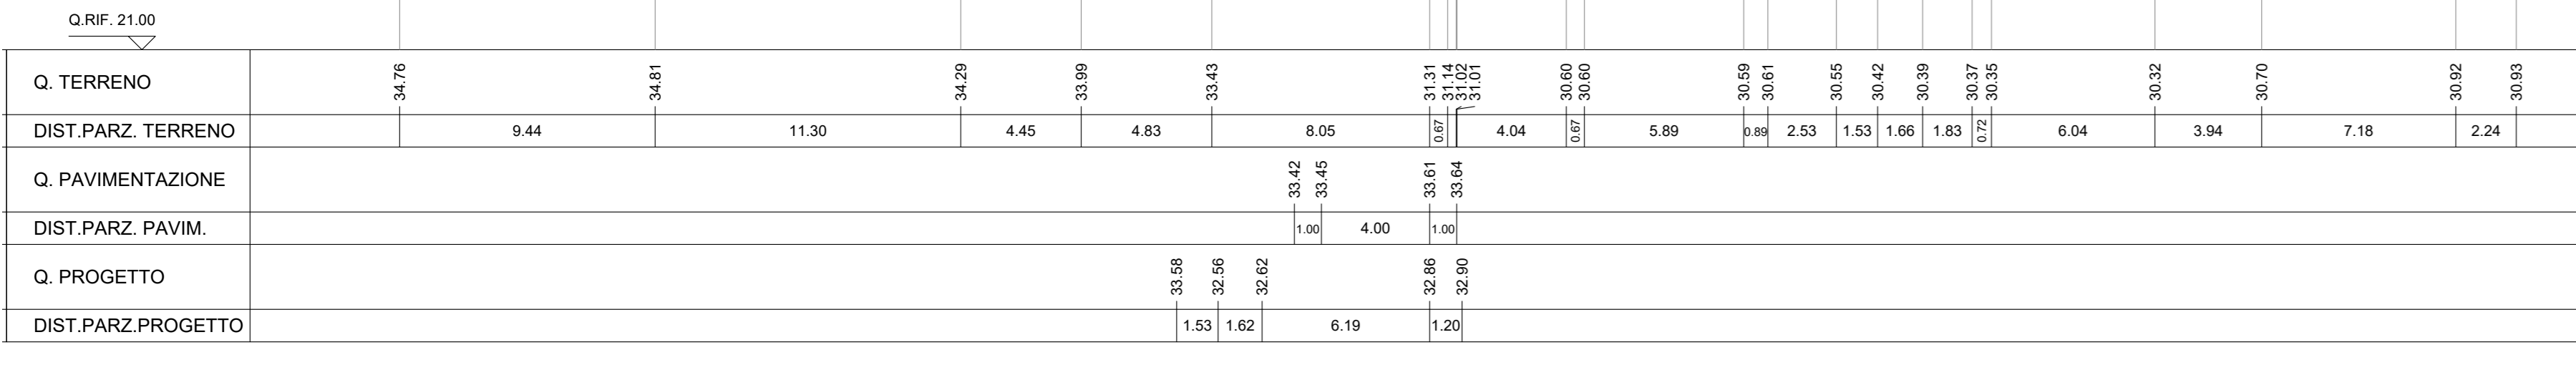 Q.RIF. 21.00
Q. TERRENO 34.76 34.81 34.29 33.99 33.43 31.31 31.14 31.02 31.01 30.60 30.60 30.59 30.61 30.55 30.42 30.39 30.37 30.35 30.32 30.70 30.92 30.93
DIST.PARZ. TERRENO 9.44 11.30 4.45 4.83 8.05 0.67 4.04 0.67 5.89 0.89 2.53 1.53 1.66 1.83 0.72 6.04 3.94 7.18 2.24
Q. PAVIMENTAZIONE 33.42 33.45 33.61 33.64
DIST.PARZ. PAVIM. 1.00 4.00 1.00
Q. PROGETTO 33.58 32.56 32.62 32.86 32.90
DIST.PARZ.PROGETTO 1.53 1.62 6.19 1.20